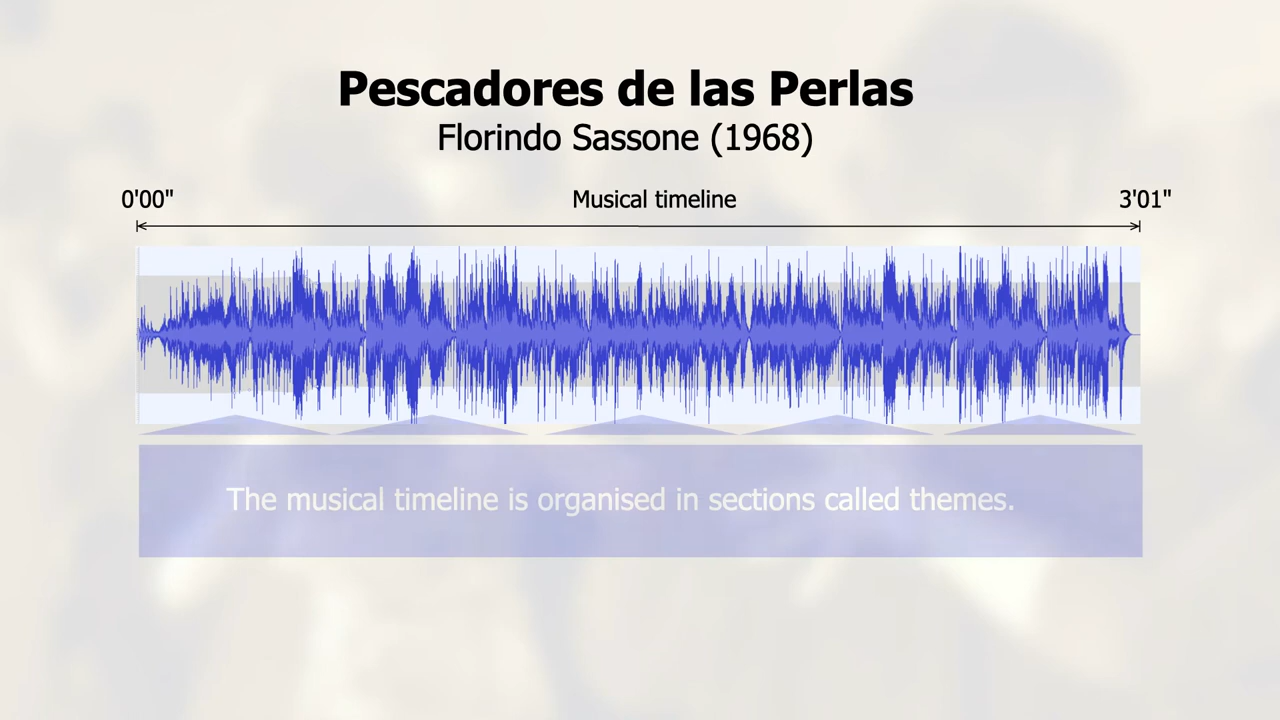 Pescadores de las Perlas
Florindo Sassone (1968)
0'00" Musical timeline 3'01"
The musical timeline is organised in sections called themes.